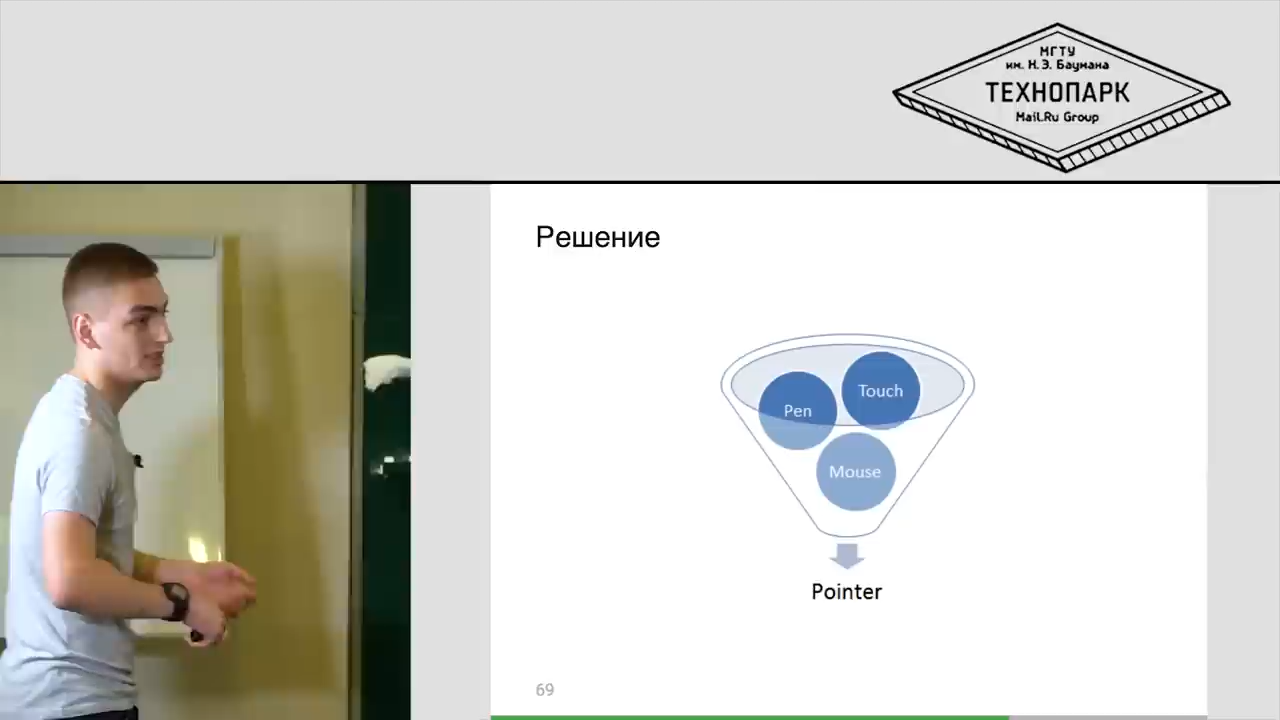 МГТУ
им. Н.Э. Баумана
ТЕХНОПАРК
Mail.Ru Group
Решение
Touch
Pen
Mouse
Pointer
69